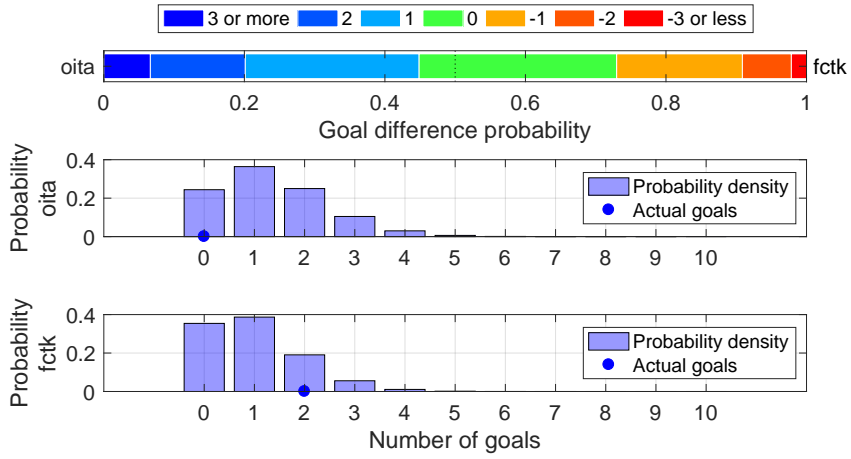 3 or more 2 1 0 -1 -2 -3 or less
oita fctk
0 0.2 0.4 0.6 0.8 1
Goal difference probability
Probability
oita
0.4
0.2
0
Probability density
Actual goals
0 1 2 3 4 5 6 7 8 9 10
Probability
fctk
0.4
0.2
0
Probability density
Actual goals
0 1 2 3 4 5 6 7 8 9 10
Number of goals